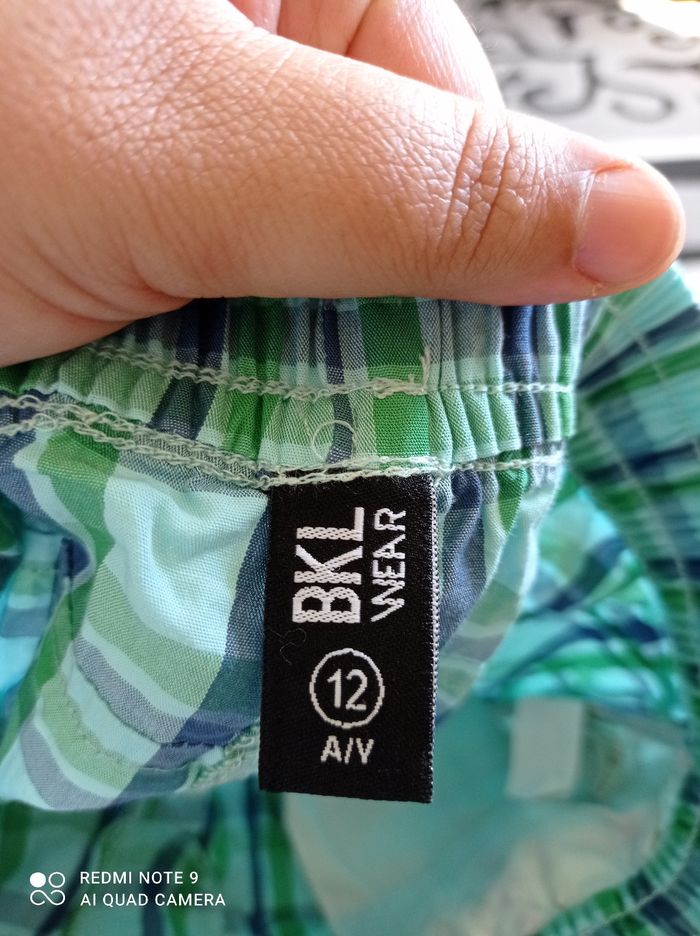 BKL
WEAR
12
A/Y
REDMI NOTE 9
AI QUAD CAMERA